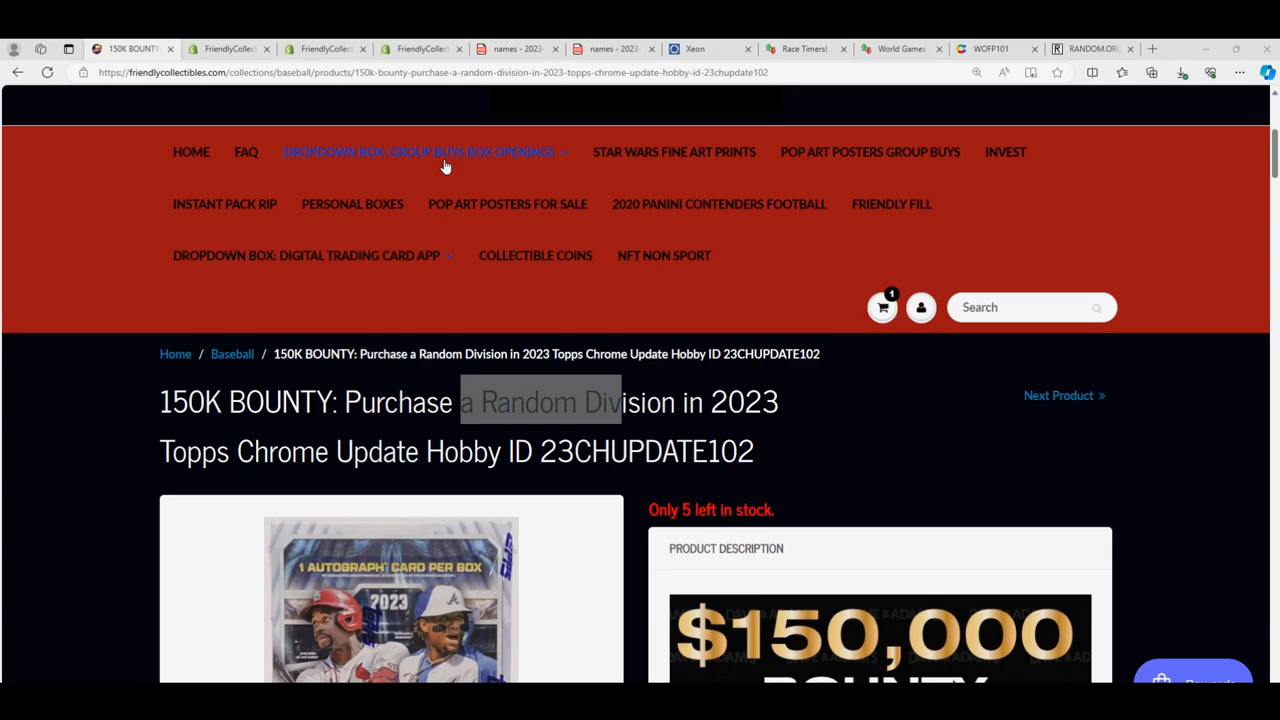 150K BOUNTY:
FriendlyCollect
FriendlyCollect
FriendlyCollect
names - 2023-
names - 2023-
Xeon
Race Timers!
World Games
WOFP101
RANDOM.OR
https://friendlycollectibles.com/collections/baseball/products/150k-bounty-purchase-a-random-division-in-2023-topps-chrome-update-hobby-id-23chupdate102
HOME FAQ DROPDOWN BOX: GROUP BUYS BOX OPENINGS STAR WARS FINE ART PRINTS POP ART POSTERS GROUP BUYS INVEST
INSTANT PACK RIP PERSONAL BOXES POP ART POSTERS FOR SALE 2020 PANINI CONTENDERS FOOTBALL FRIENDLY FILL
DROPDOWN BOX: DIGITAL TRADING CARD APP COLLECTIBLE COINS NFT NON SPORT
1
Search
Home / Baseball / 150K BOUNTY: Purchase a Random Division in 2023 Topps Chrome Update Hobby ID 23CHUPDATE102
150K BOUNTY: Purchase a Random Division in 2023
Topps Chrome Update Hobby ID 23CHUPDATE102
Next Product »
Only 5 left in stock.
PRODUCT DESCRIPTION
1 AUTOGRAPH CARD PER BOX
2023
topps
$150,000
BOUNTY
Rewards